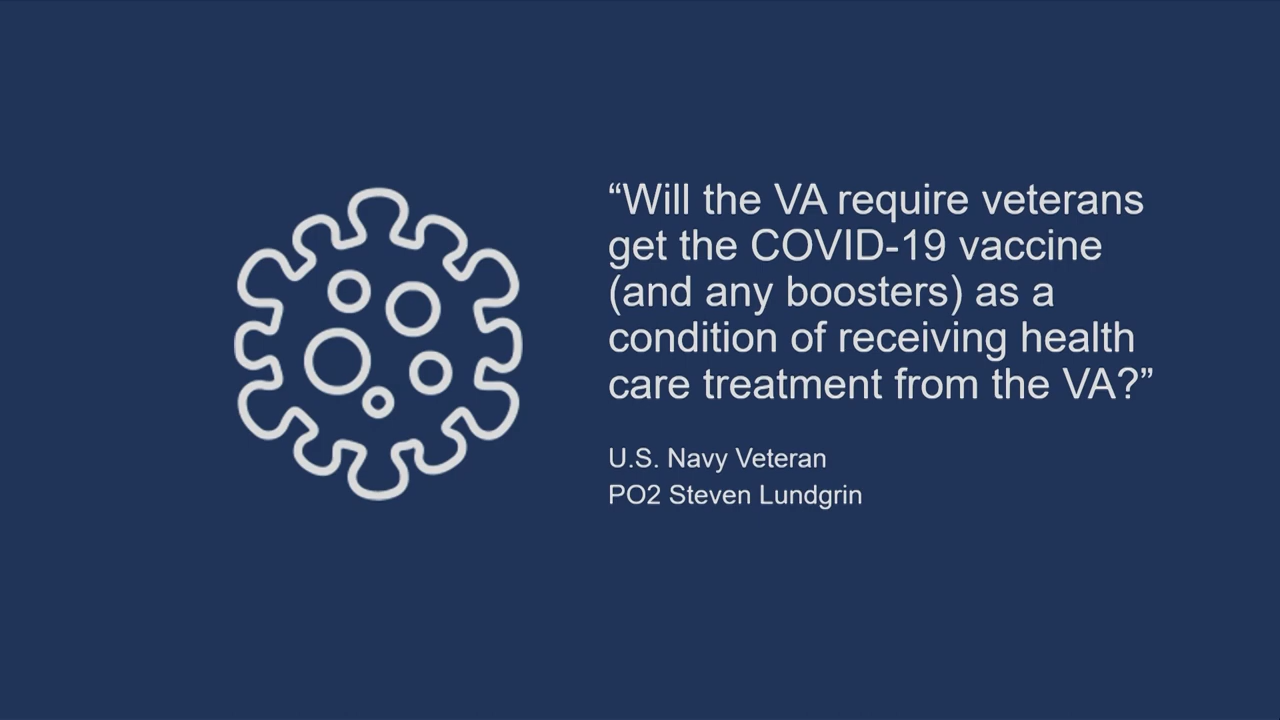 “Will the VA require veterans
get the COVID-19 vaccine
(and any boosters) as a
condition of receiving health
care treatment from the VA?”
U.S. Navy Veteran
PO2 Steven Lundgrin